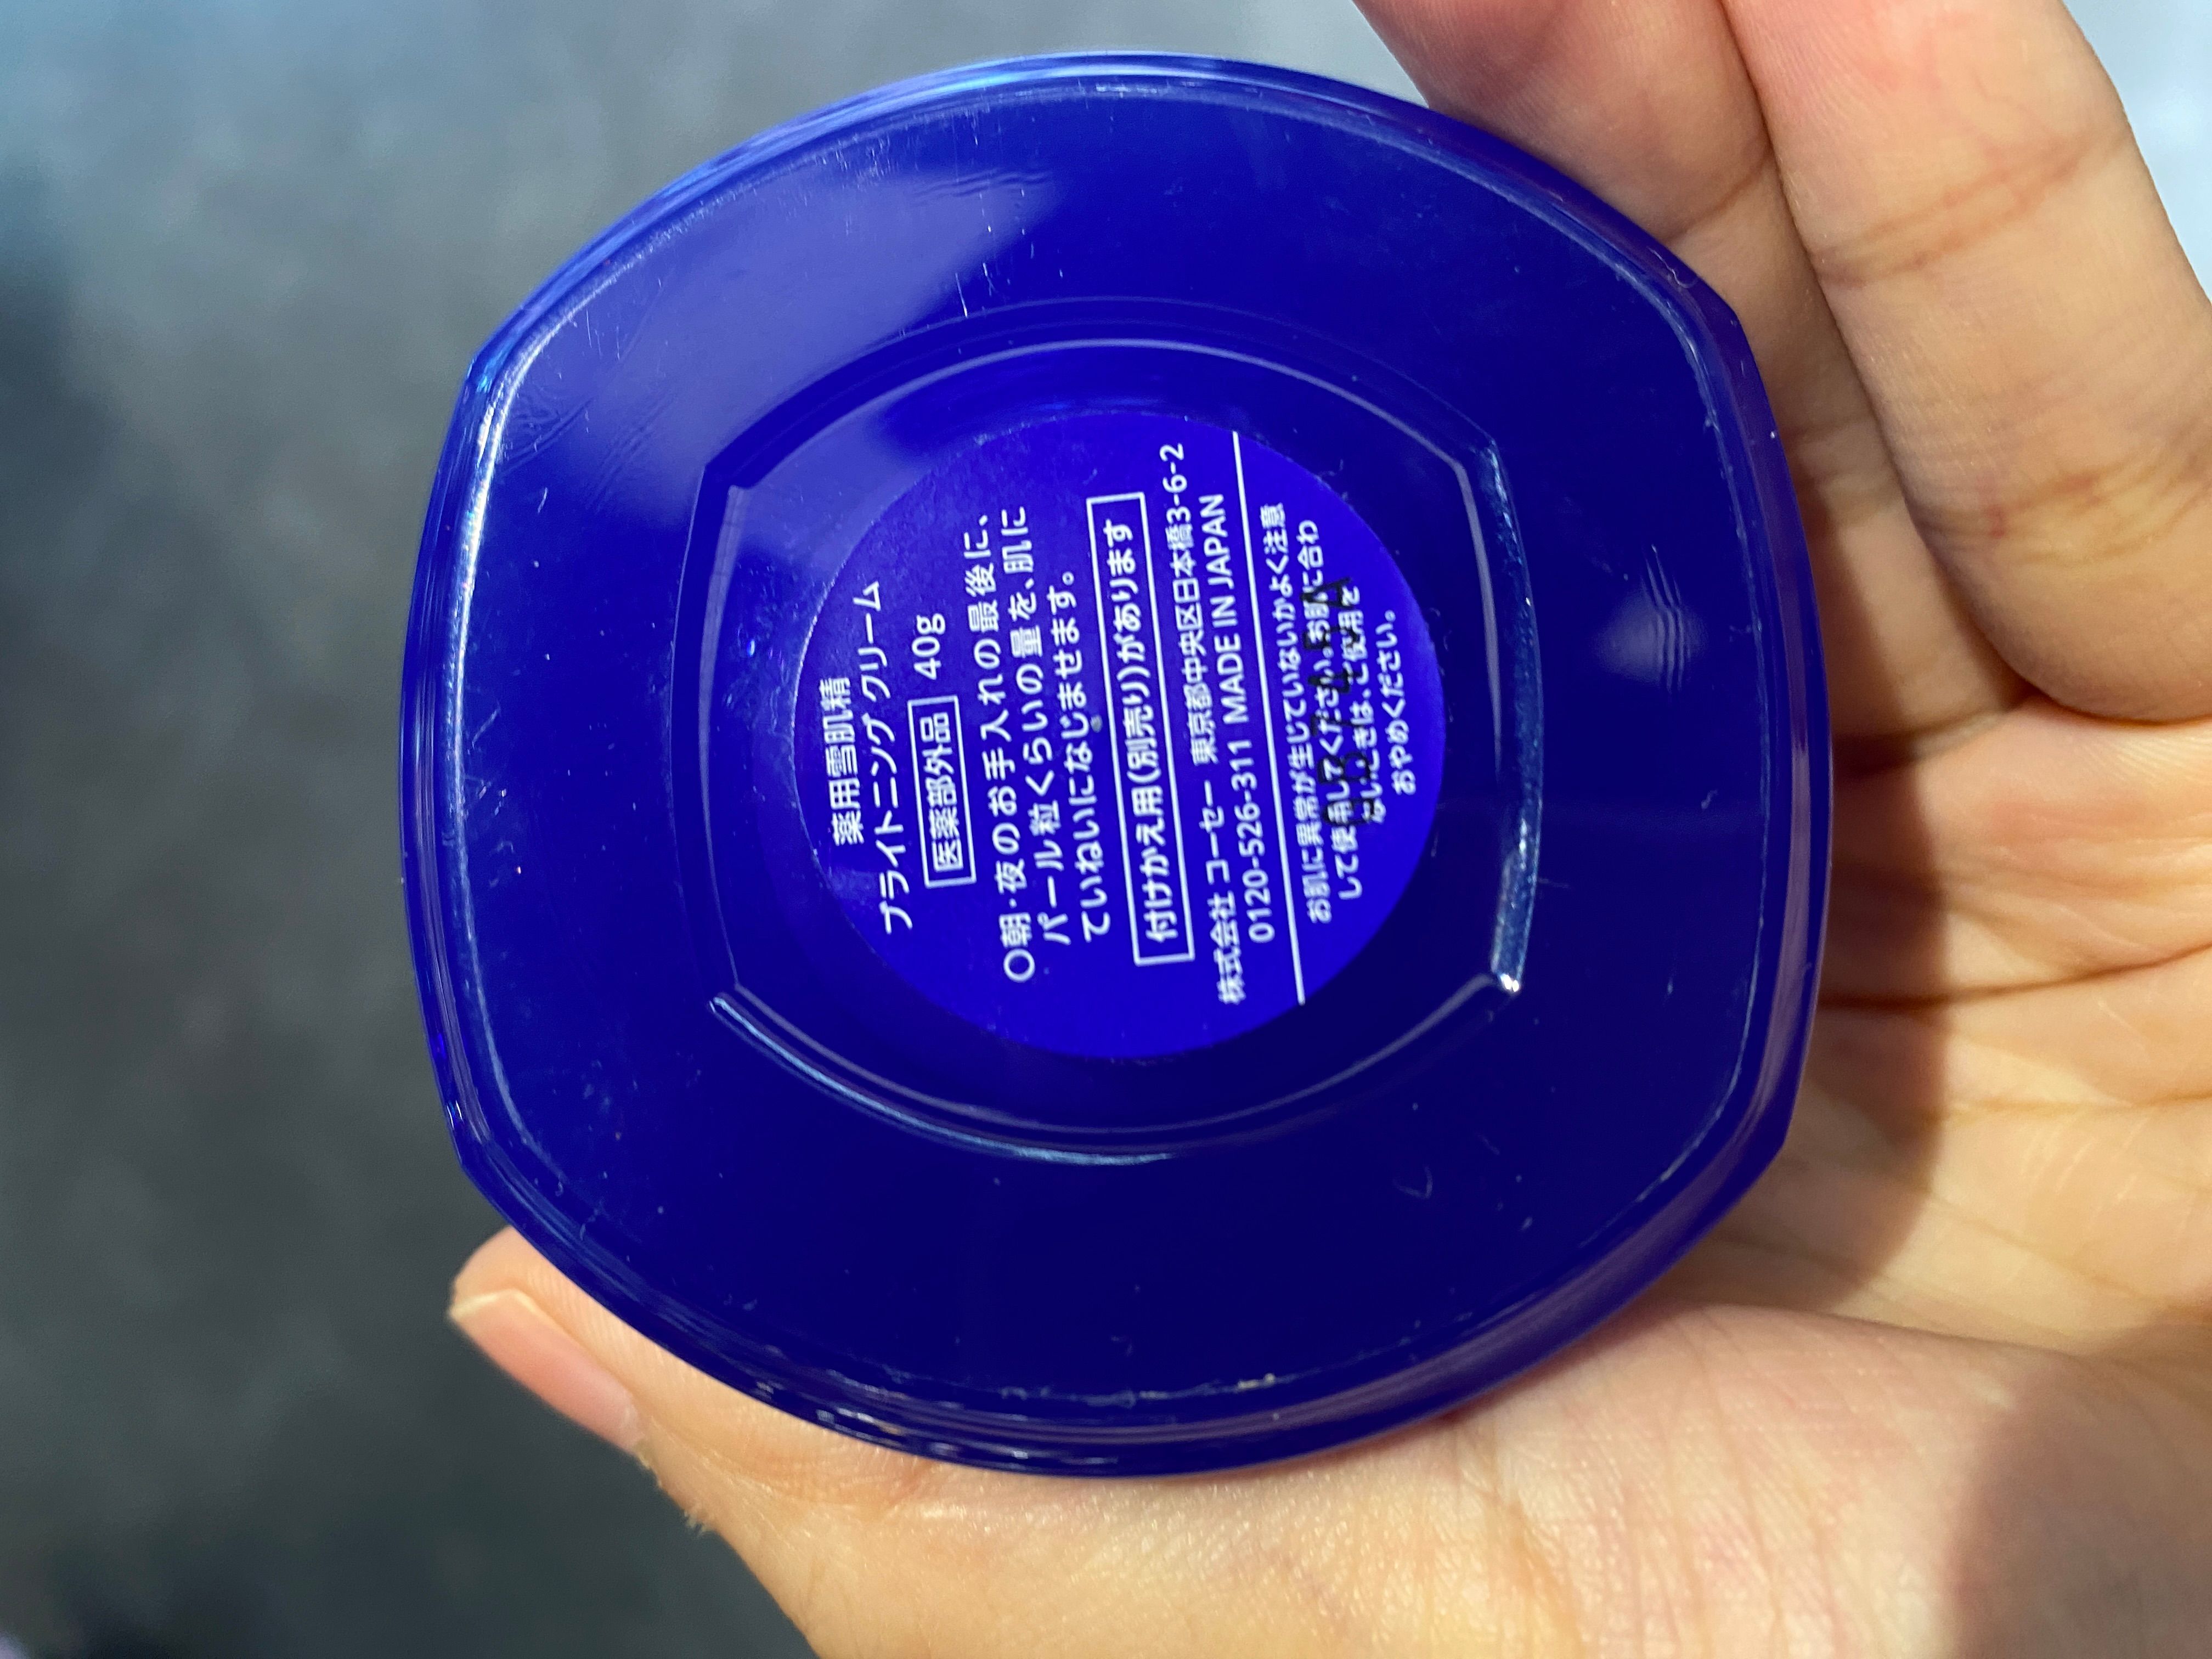 薬用雪肌精
ブライトニング クリーム
医薬部外品 40g
○朝・夜のお手入れの最後に、
パール粒くらいの量を、肌に
ていねいになじませます。
付けかえ用(別売り)があります
株式会社 コーセー 東京都中央区日本橋3-6-2
0120-526-311 MADE IN JAPAN
お肌に異常が生じていないかよく注意
して使用してください。お肌に合わ
ないときは、ご使用を
おやめください。